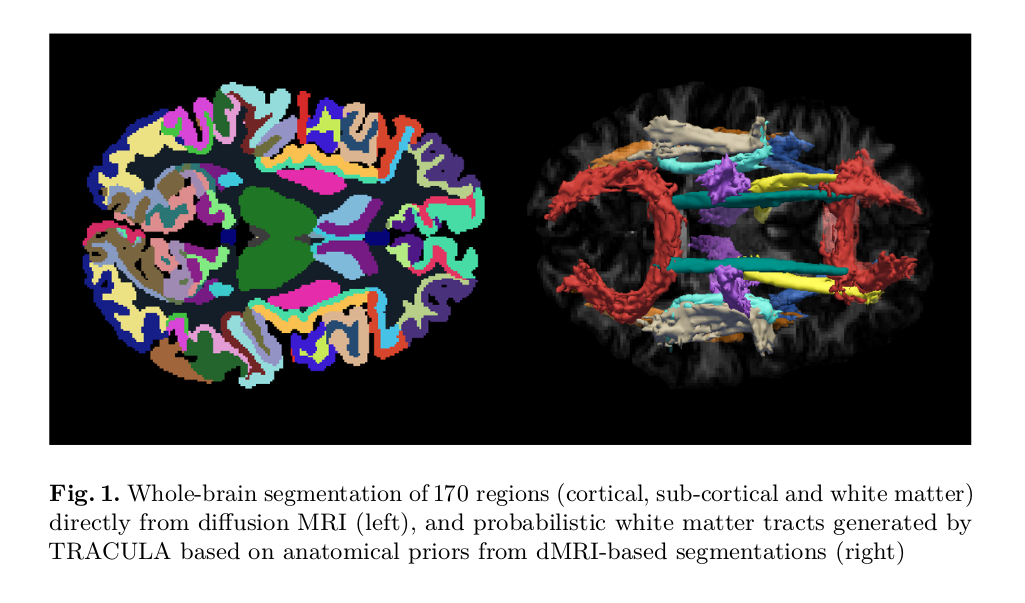 Fig. 1. Whole-brain segmentation of 170 regions (cortical, sub-cortical and white matter)
directly from diffusion MRI (left), and probabilistic white matter tracts generated by
TRACULA based on anatomical priors from dMRI-based segmentations (right)